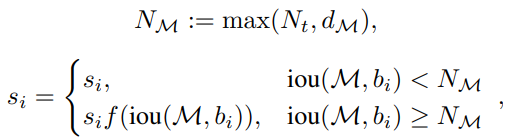 N_ℳ := max(N_t, d_ℳ),
s_i = { s_i, iou(ℳ, b_i) < N_ℳ
s_i f(iou(ℳ, b_i)), iou(ℳ, b_i) ≥ N_ℳ ,